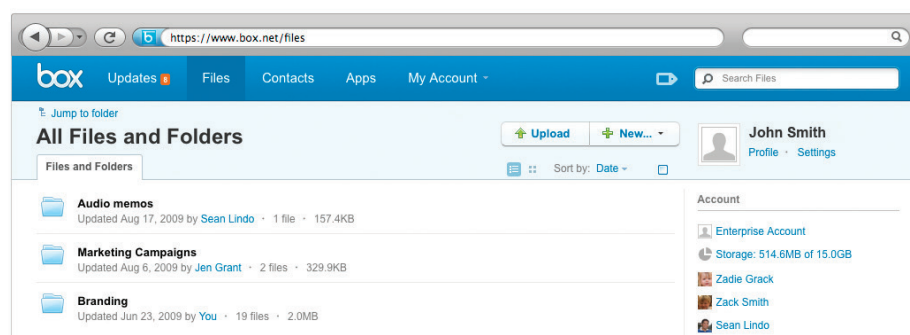 https://www.box.net/files
box Updates 8 Files Contacts Apps My Account Search Files
Jump to folder
All Files and Folders
Upload New...
John Smith
Profile · Settings
Files and Folders
Sort by: Date
Audio memos
Updated Aug 17, 2009 by Sean Lindo · 1 file · 157.4KB
Marketing Campaigns
Updated Aug 6, 2009 by Jen Grant · 2 files · 329.9KB
Branding
Updated Jun 23, 2009 by You · 19 files · 2.0MB
Account
Enterprise Account
Storage: 514.6MB of 15.0GB
Zadie Grack
Zack Smith
Sean Lindo